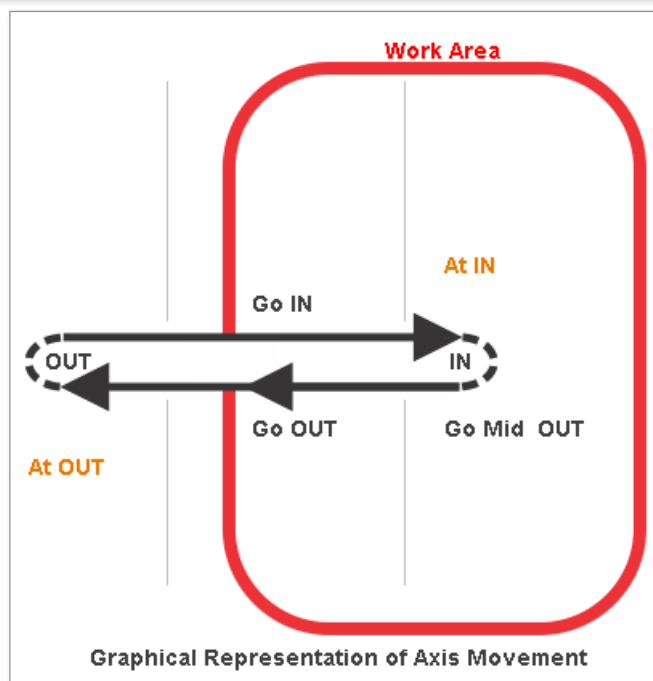 Work Area
At IN
Go IN
OUT
IN
Go OUT
Go Mid OUT
At OUT
Graphical Representation of Axis Movement